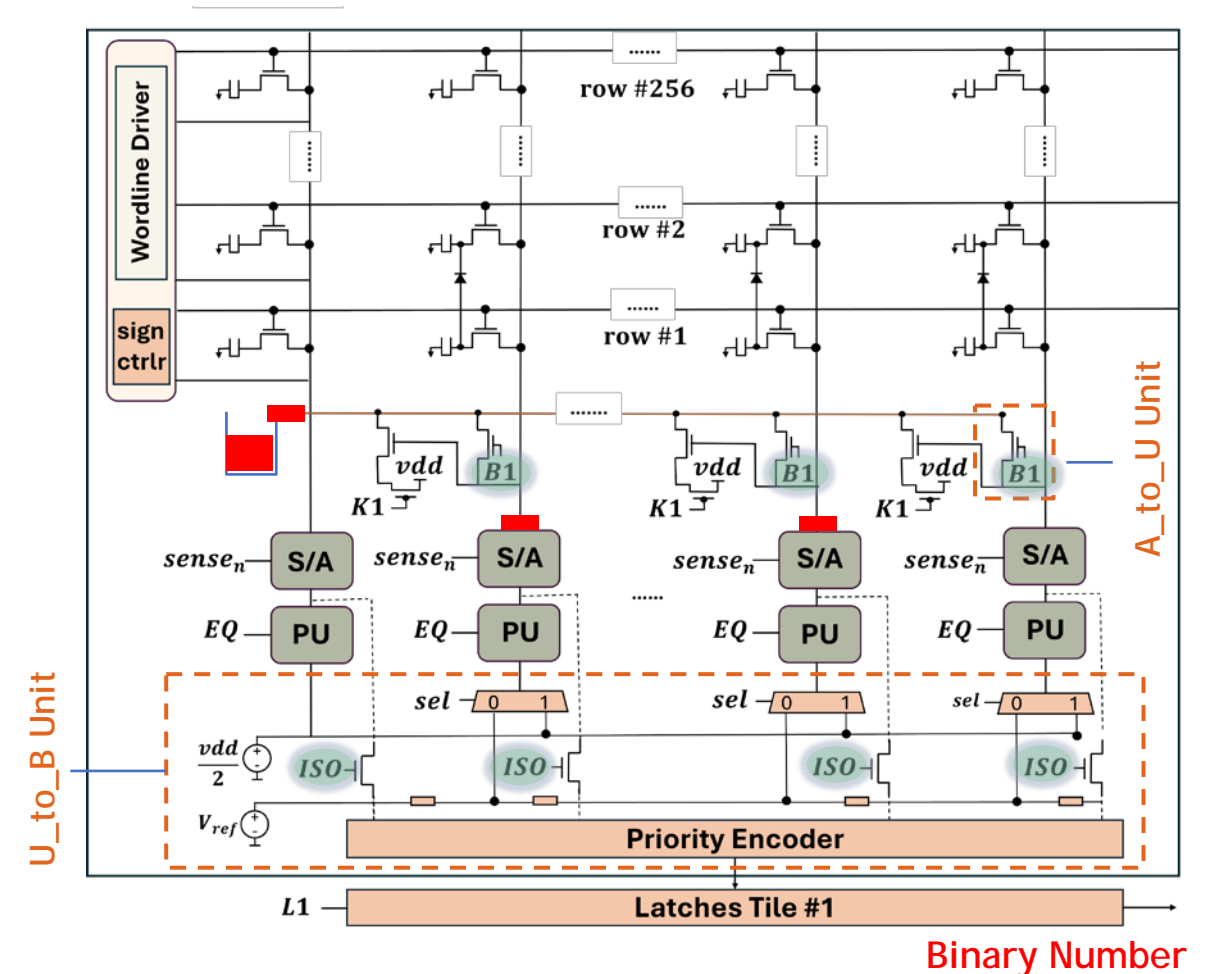 ......
row #256
Wordline Driver
......
......
......
......
......
row #2
......
row #1
sign
ctrlr
.......
vdd
B1
vdd
B1
vdd
B1
K1
K1
K1
A_to_U Unit
sense_n
S/A
sense_n
S/A
sense_n
S/A
sense_n
S/A
......
EQ
PU
EQ
PU
EQ
PU
EQ
PU
sel
0 1
sel
0 1
sel
0 1
vdd
2
+
-
ISO
ISO
ISO
ISO
U_to_B Unit
V_ref
+
-
Priority Encoder
L1
Latches Tile #1
Binary Number